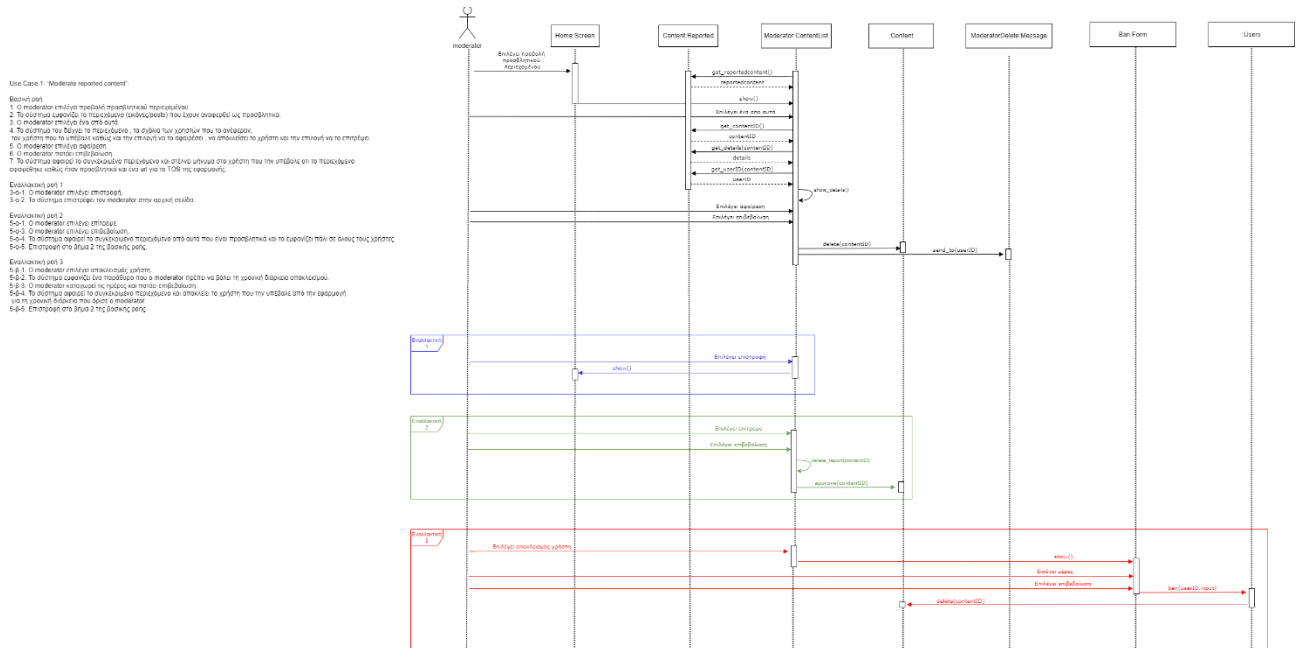 moderator
Home:Screen
Content:Reported
Moderator:ContentList
:Content
ModeratorDelete:Message
Ban:Form
:Users
Use Case 1: "Moderate reported content":
Βασική ροή
1. Ο moderator επιλέγει προβολή προσβλητικού περιεχομένου
2. Το σύστημα εμφανίζει το περιεχόμενο (εικόνες/posts) που έχουν αναφερθεί ως προσβλητικά.
3. Ο moderator επιλέγει ένα από αυτά.
4. Το σύστημα του δείχνει το περιεχόμενο , τα σχόλια των χρηστών που το ανέφεραν,
τον χρήστη που το υπέβαλε καθώς και την επιλογή να το αφαιρέσει , να αποκλείσει το χρήστη και την επιλογή να το επιτρέψει.
5. Ο moderator επιλέγει αφαίρεση.
6. Ο moderator πατάει επιβεβαίωση
7. Το σύστημα αφαιρεί το συγκεκριμένο περιεχόμενο και στέλνει μήνυμα στο χρήστη που την υπέβαλε οτι το περιεχόμενο
αφαιρέθηκε καθώς ήταν προσβλητικό και ένα url για το TOS της εφαρμογής.
Εναλλακτική ροή 1
3-α-1. Ο moderator επιλέγει επιστροφή.
3-α-2. Το σύστημα επιστρέφει τον moderator στην αρχική σελίδα.
Εναλλακτική ροή 2
5-α-1. Ο moderator επιλέγει επίτρεψε.
5-α-3. Ο moderator επιλέγει επιβεβαίωση.
5-α-4. Το σύστημα αφαιρεί το συγκεκριμένο περιεχόμενο από αυτά που είναι προσβλητικά και το εμφανίζει πάλι σε όλους τους χρήστες.
5-α-5. Επιστροφή στο βήμα 2 της βασικής ροής.
Εναλλακτική ροή 3
5-β-1. Ο moderator επιλέγει αποκλεισμός χρήστη.
5-β-2. Το σύστημα εμφανίζει ένα παράθυρο που ο moderator πρέπει να βάλει τη χρονική διάρκεια αποκλεισμού.
5-β-3. Ο moderator καταχωρεί τις ημέρες και πατάει επιβεβαίωση.
5-β-4. Το σύστημα αφαιρεί το συγκεκριμένο περιεχόμενο και αποκλείει το χρήστη που την υπέβαλε από την εφαρμογή
για τη χρονική διάρκεια που όρισε ο moderator
5-β-5. Επιστροφή στο βήμα 2 της βασικής ροής.
Επιλέγει προβολή
προσβλητικού
περιεχομένου
get_reportedcontent()
reportedcontent
show()
Επιλέγει ένα απο αυτά
get_contentID()
contentID
get_details(contentID)
details
get_userID(contentID)
userID
show_details()
Επιλέγει αφαίρεση
Επιλέγει επιβεβαίωση
delete(contentID)
send_to(userID)
Εναλλακτική
1
Επιλέγει επιστροφή
show()
Εναλλακτική
2
Επιλέγει επίτρεψε
Επιλέγει επιβεβαίωση
delete_report(contentID)
approve(contentID)
Εναλλακτική
3
Επιλέγει αποκλεισμός χρήστη
show()
Εισάγει μέρες
Επιλέγει επιβεβαίωση
ban(userID,input)
delete(contentID)